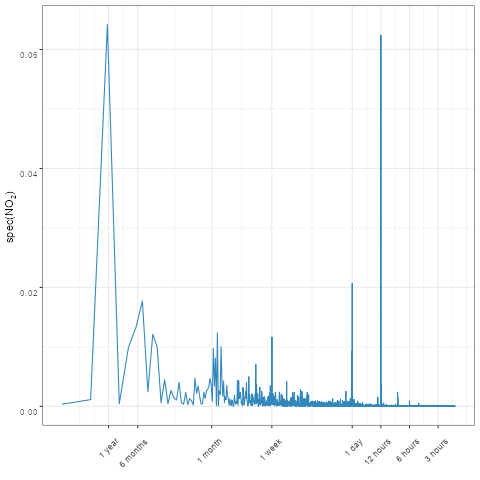 0.06
0.04
0.02
0.00
spec(NO₂)
1 year
6 months
1 month
1 week
1 day
12 hours
6 hours
3 hours